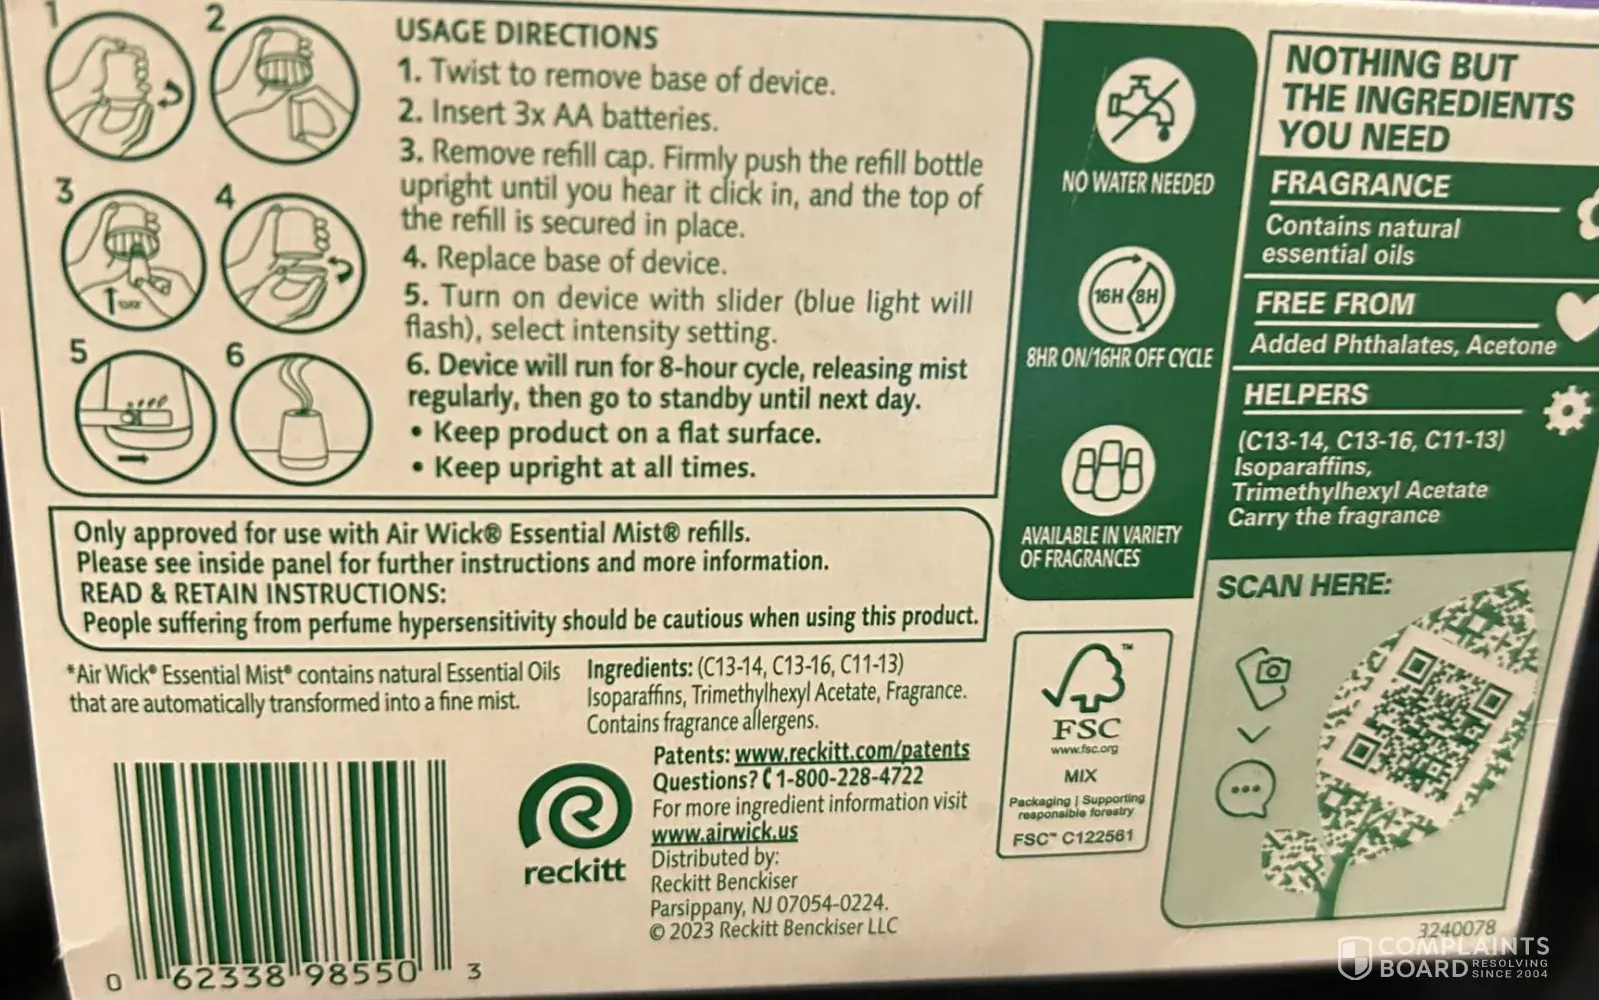 1
2
3
4
5
6
USAGE DIRECTIONS
1. Twist to remove base of device.
2. Insert 3x AA batteries.
3. Remove refill cap. Firmly push the refill bottle
upright until you hear it click in, and the top of
the refill is secured in place.
4. Replace base of device.
5. Turn on device with slider (blue light will
flash), select intensity setting.
6. Device will run for 8-hour cycle, releasing mist
regularly, then go to standby until next day.
• Keep product on a flat surface.
• Keep upright at all times.
Only approved for use with Air Wick® Essential Mist® refills.
Please see inside panel for further instructions and more information.
READ & RETAIN INSTRUCTIONS:
People suffering from perfume hypersensitivity should be cautious when using this product.
*Air Wick® Essential Mist® contains natural Essential Oils
that are automatically transformed into a fine mist.
Ingredients: (C13-14, C13-16, C11-13)
Isoparaffins, Trimethylhexyl Acetate, Fragrance.
Contains fragrance allergens.
Patents: www.reckitt.com/patents
Questions? 1-800-228-4722
For more ingredient information visit
www.airwick.us
Distributed by:
Reckitt Benckiser
Parsippany, NJ 07054-0224.
© 2023 Reckitt Benckiser LLC
reckitt
0 62338 98550 3
NO WATER NEEDED
16H 8H
8HR ON/16HR OFF CYCLE
AVAILABLE IN VARIETY
OF FRAGRANCES
FSC
™
www.fsc.org
MIX
Packaging | Supporting
responsible forestry
FSC™ C122561
NOTHING BUT
THE INGREDIENTS
YOU NEED
FRAGRANCE
Contains natural
essential oils
FREE FROM
Added Phthalates, Acetone
HELPERS
(C13-14, C13-16, C11-13)
Isoparaffins,
Trimethylhexyl Acetate
Carry the fragrance
SCAN HERE:
3240078
COMPLAINTS
BOARD RESOLVING
SINCE 2004